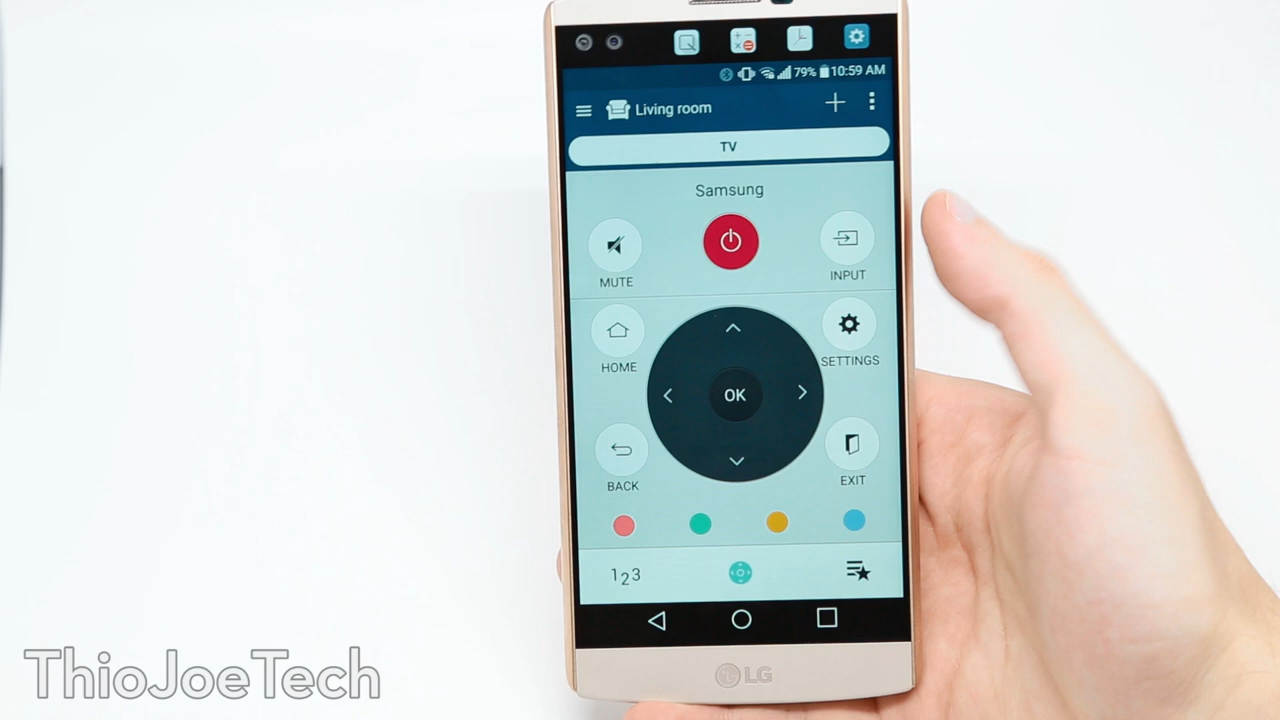 79% 10:59 AM
Living room
TV
Samsung
MUTE
INPUT
HOME
SETTINGS
OK
BACK
EXIT
123
LG
ThioJoeTech